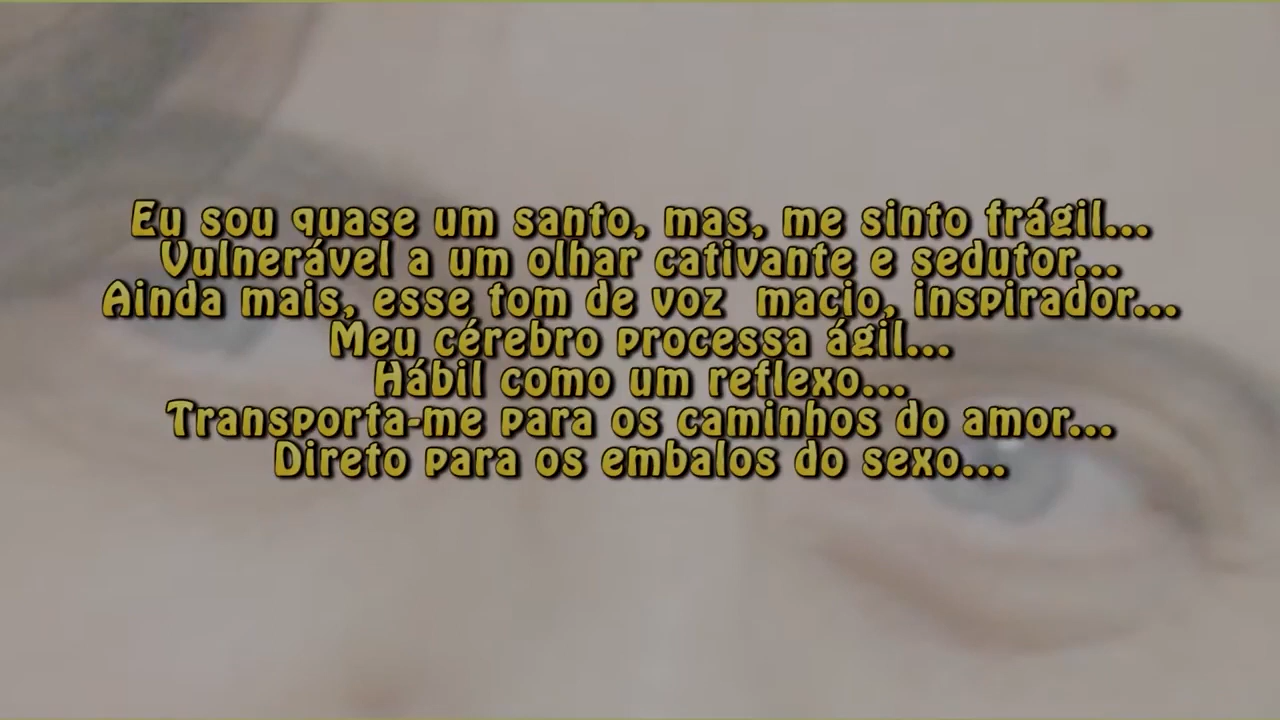 Eu sou quase um santo, mas, me sinto frágil...
Vulnerável a um olhar cativante e sedutor...
Ainda mais, esse tom de voz  macio, inspirador...
Meu cérebro processa ágil...
Hábil como um reflexo...
Transporta-me para os caminhos do amor...
Direto para os embalos do sexo...